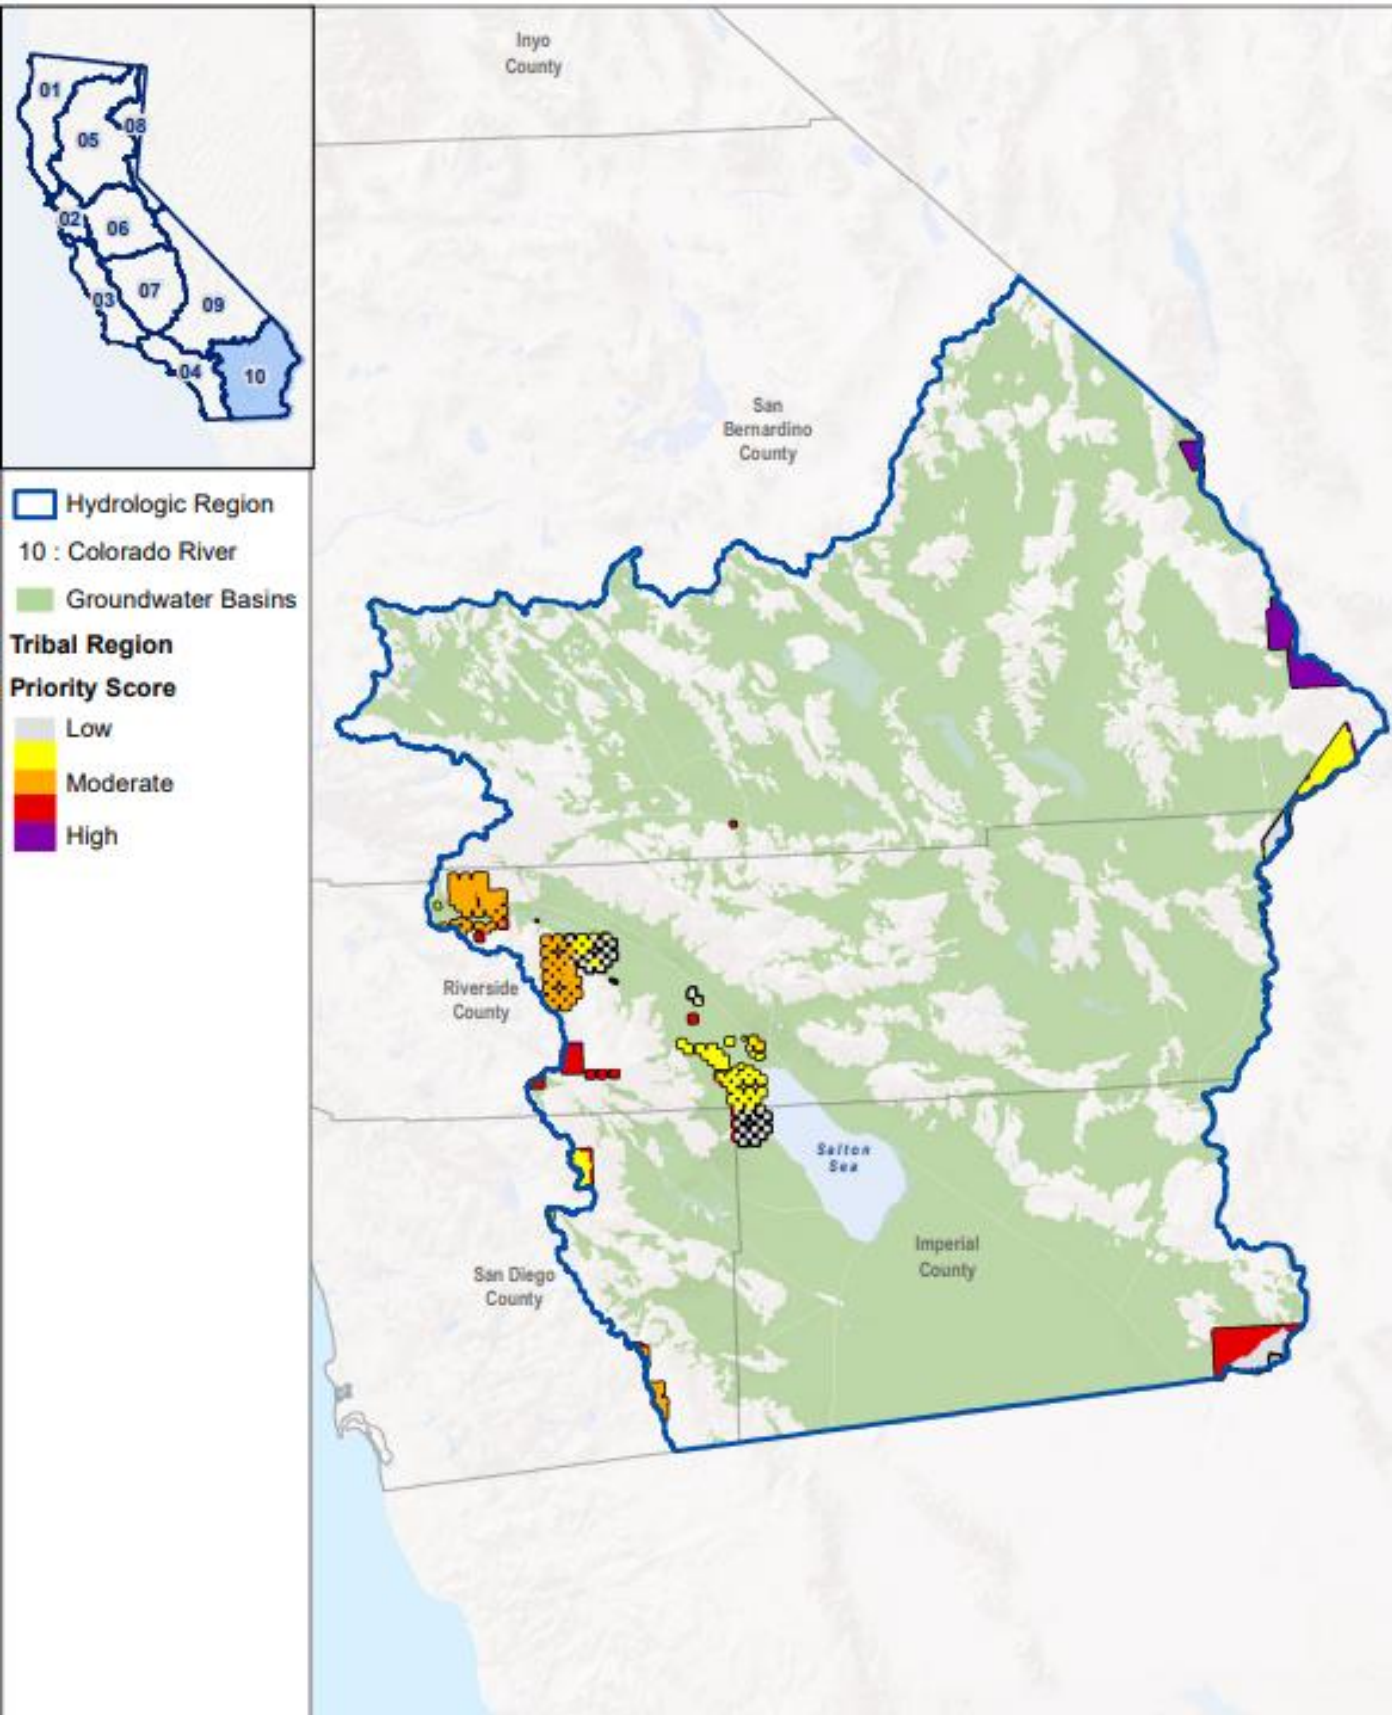 01
05
08
02
06
03
07
09
04
10
Hydrologic Region
10 : Colorado River
Groundwater Basins
Tribal Region
Priority Score
Low
Moderate
High
Inyo
County
San
Bernardino
County
Riverside
County
Salton
Sea
Imperial
County
San Diego
County